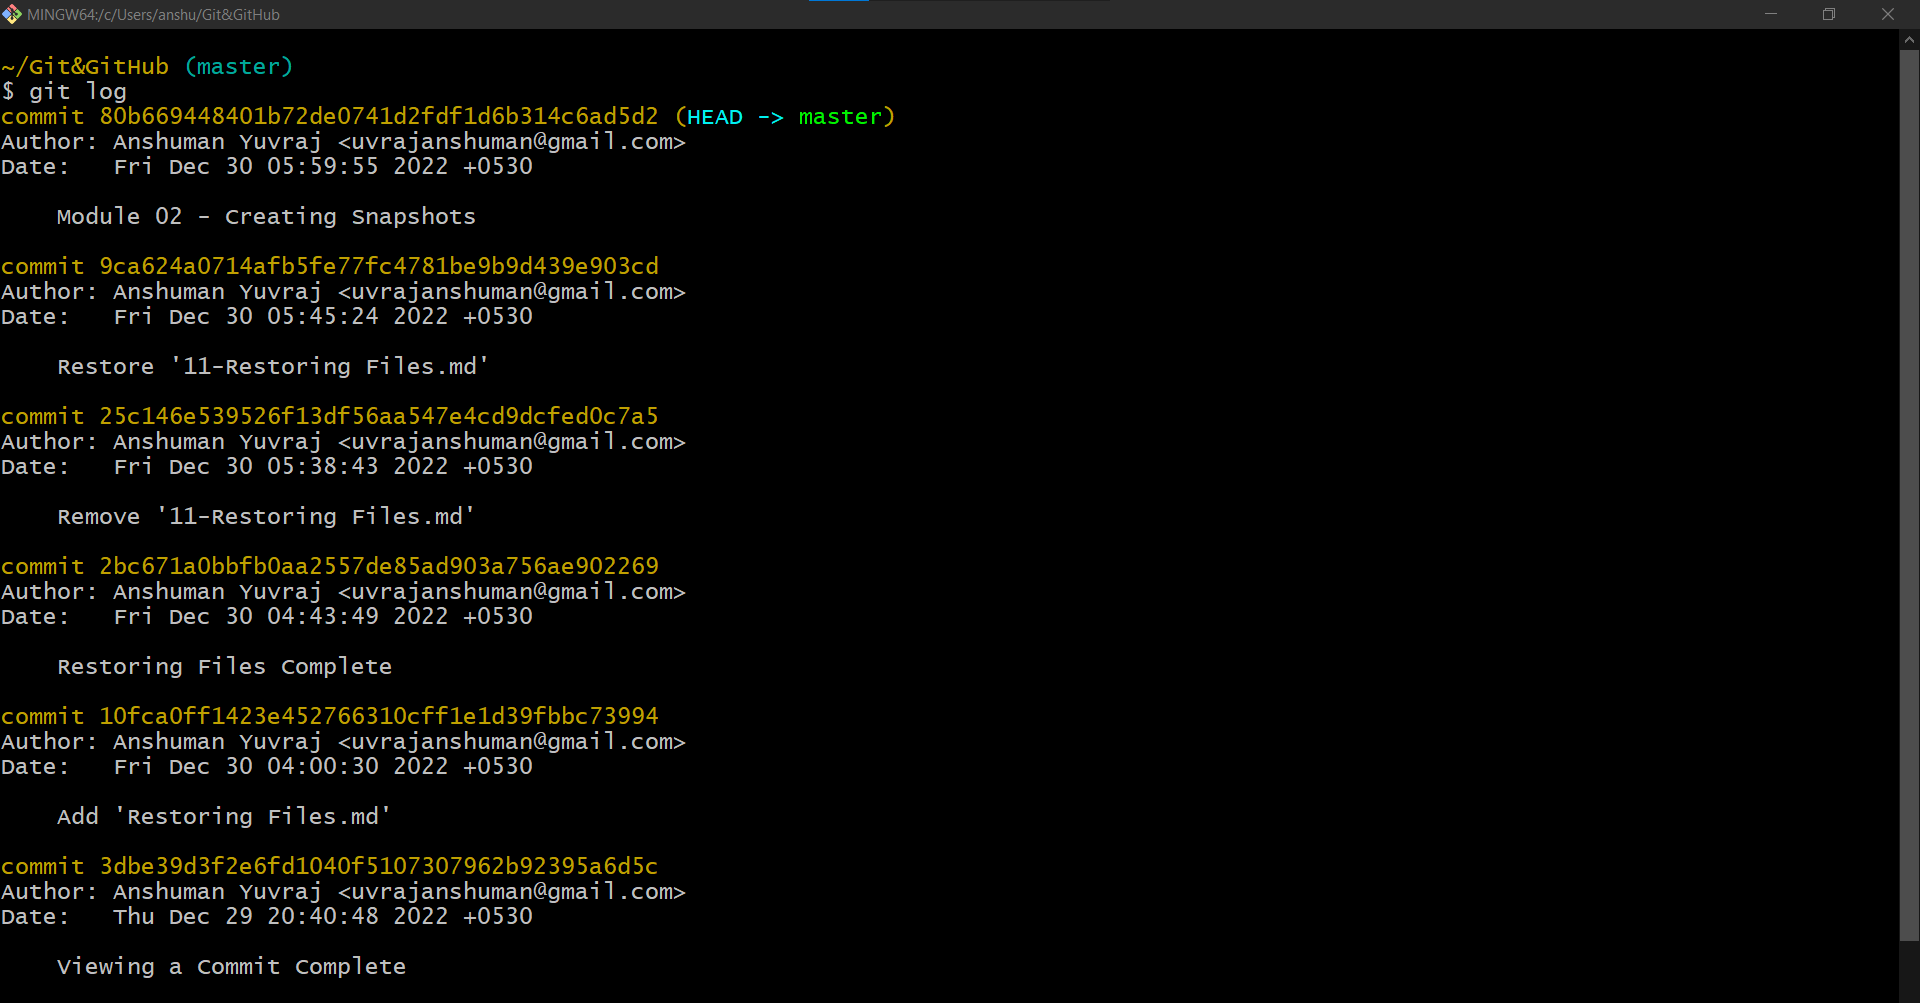 MINGW64:/c/Users/anshu/Git&GitHub
~/Git&GitHub (master)
$ git log
commit 80b669448401b72de0741d2fdf1d6b314c6ad5d2 (HEAD -> master)
Author: Anshuman Yuvraj <uvrajanshuman@gmail.com>
Date:   Fri Dec 30 05:59:55 2022 +0530
    Module 02 - Creating Snapshots
commit 9ca624a0714afb5fe77fc4781be9b9d439e903cd
Author: Anshuman Yuvraj <uvrajanshuman@gmail.com>
Date:   Fri Dec 30 05:45:24 2022 +0530
    Restore '11-Restoring Files.md'
commit 25c146e539526f13df56aa547e4cd9dcfed0c7a5
Author: Anshuman Yuvraj <uvrajanshuman@gmail.com>
Date:   Fri Dec 30 05:38:43 2022 +0530
    Remove '11-Restoring Files.md'
commit 2bc671a0bbfb0aa2557de85ad903a756ae902269
Author: Anshuman Yuvraj <uvrajanshuman@gmail.com>
Date:   Fri Dec 30 04:43:49 2022 +0530
    Restoring Files Complete
commit 10fca0ff1423e452766310cff1e1d39fbbc73994
Author: Anshuman Yuvraj <uvrajanshuman@gmail.com>
Date:   Fri Dec 30 04:00:30 2022 +0530
    Add 'Restoring Files.md'
commit 3dbe39d3f2e6fd1040f5107307962b92395a6d5c
Author: Anshuman Yuvraj <uvrajanshuman@gmail.com>
Date:   Thu Dec 29 20:40:48 2022 +0530
    Viewing a Commit Complete